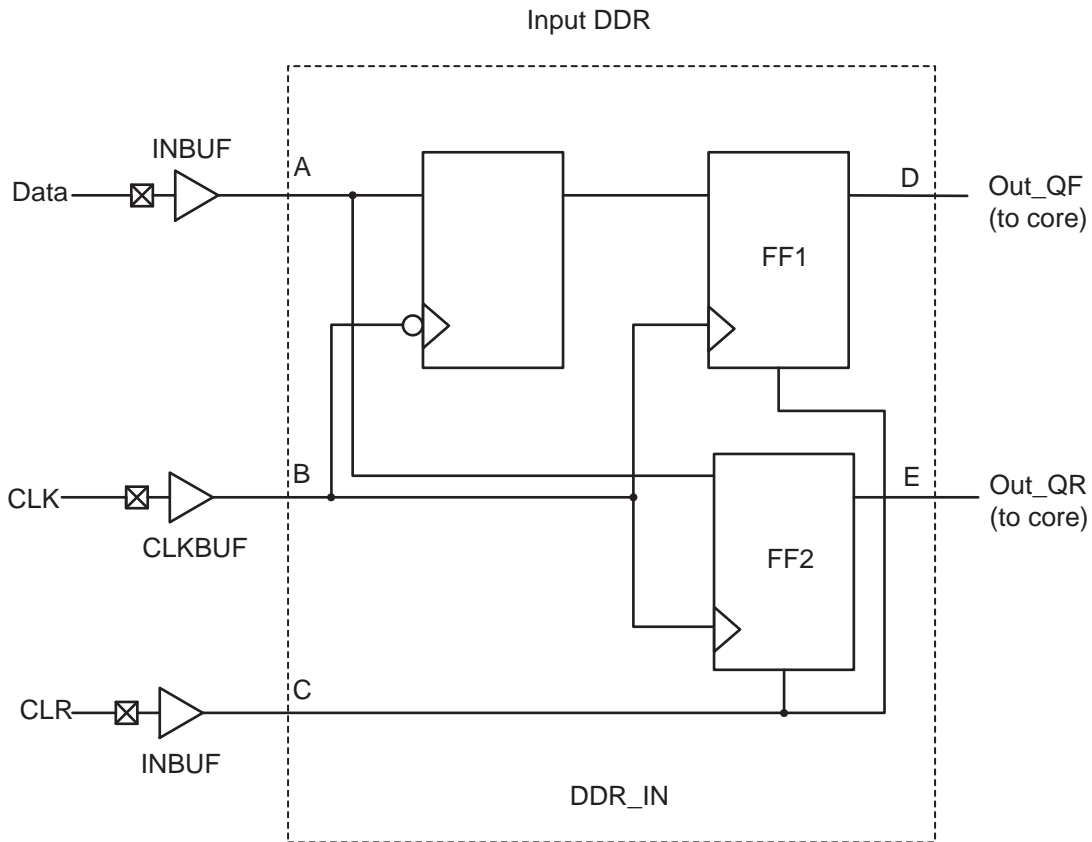 Input DDR
INBUF
A
Data
D
Out_QF
(to core)
FF1
B
CLK
CLKBUF
E
Out_QR
(to core)
FF2
C
CLR
INBUF
DDR_IN